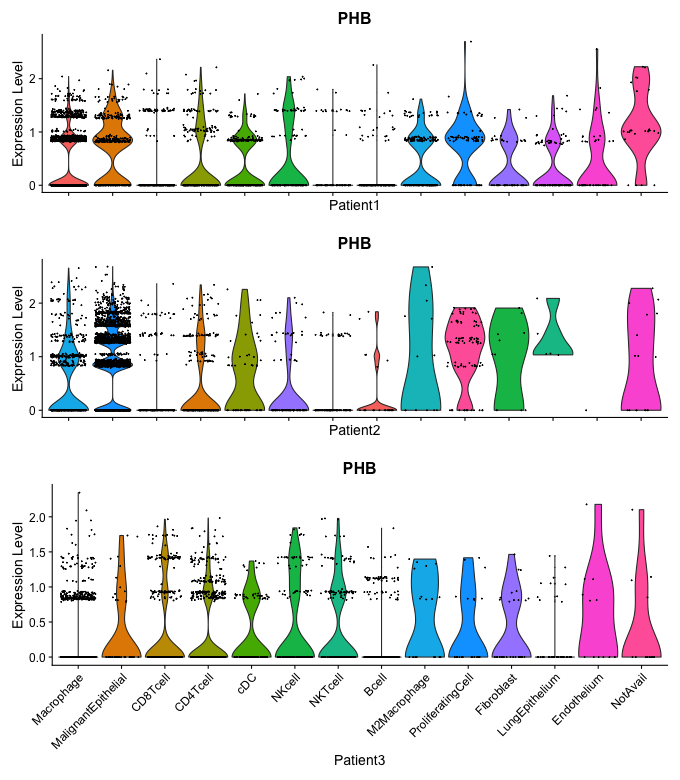 PHB
Expression Level
2
1
0
Patient1
PHB
Expression Level
2
1
0
Patient2
PHB
Expression Level
2.0
1.5
1.0
0.5
0.0
Macrophage
MalignantEpithelial
CD8Tcell
CD4Tcell
cDC
NKcell
NKTcell
Bcell
M2Macrophage
ProliferatingCell
Fibroblast
LungEpithelium
Endothelium
NotAvail
Patient3